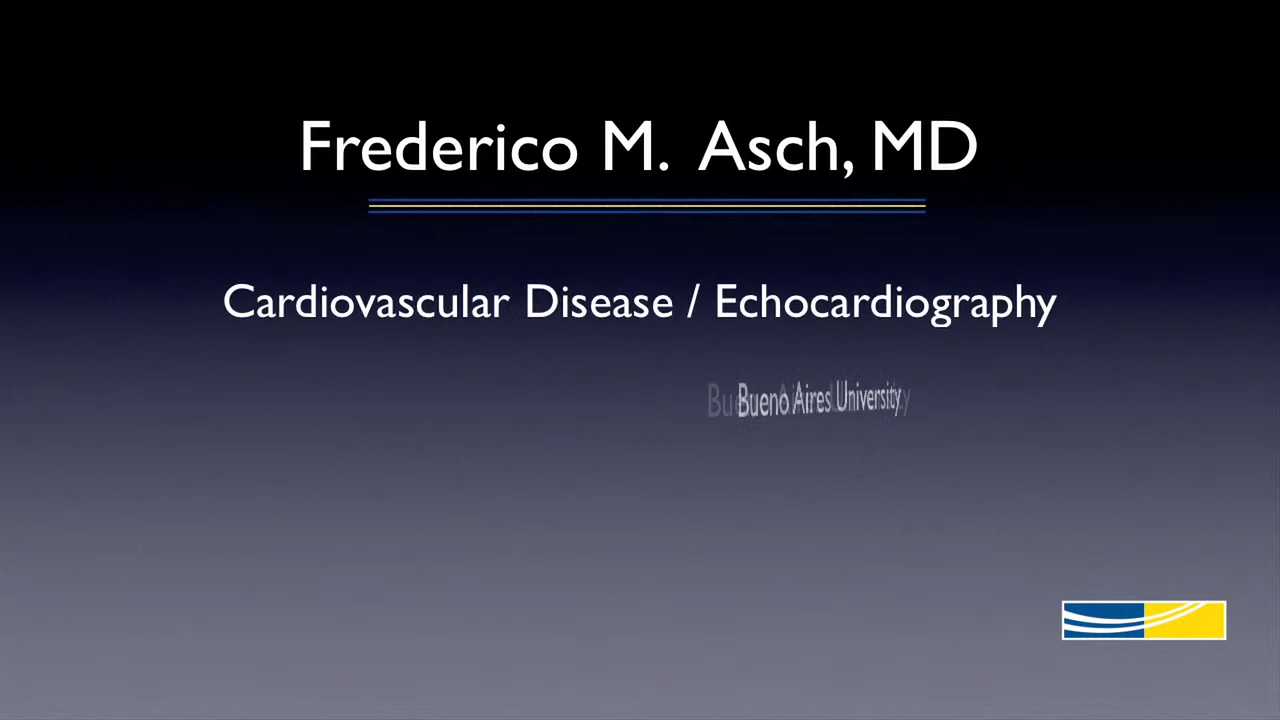 Frederico M. Asch, MD
Cardiovascular Disease / Echocardiography
Bueno Aires University